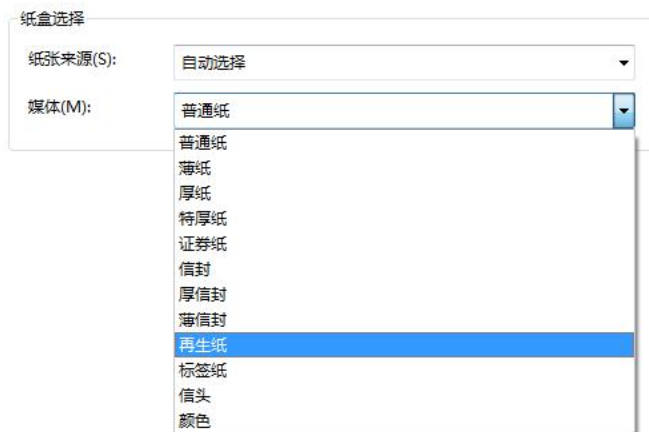 纸盒选择
纸张来源(S): 自动选择
媒体(M): 普通纸
普通纸
薄纸
厚纸
特厚纸
证券纸
信封
厚信封
薄信封
再生纸
标签纸
信头
颜色